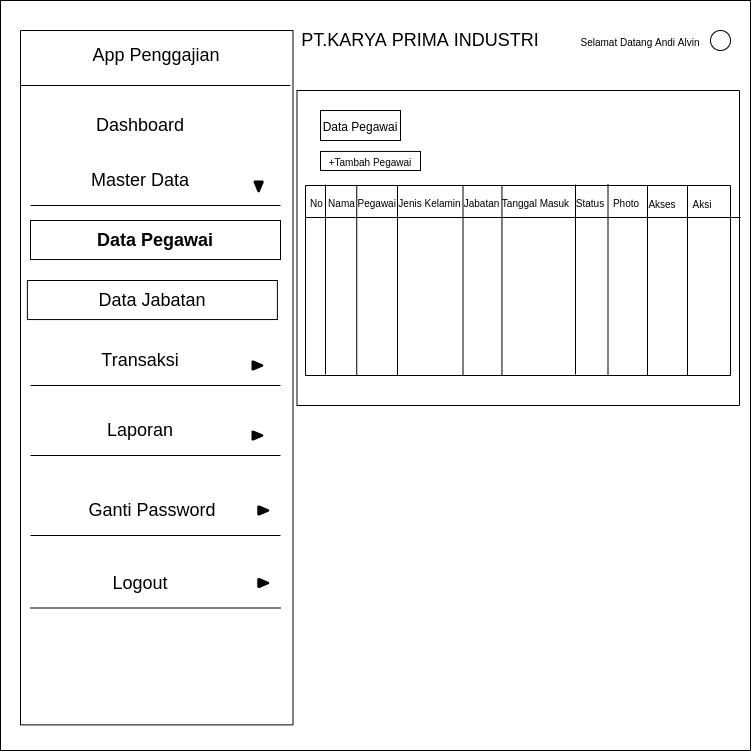 App Penggajian
PT.KARYA PRIMA INDUSTRI
Selamat Datang Andi Alvin
Dashboard
Master Data
Data Pegawai
Data Jabatan
Transaksi
Laporan
Ganti Password
Logout
Data Pegawai
+Tambah Pegawai
No Nama Pegawai Jenis Kelamin Jabatan Tanggal Masuk Status Photo Akses Aksi